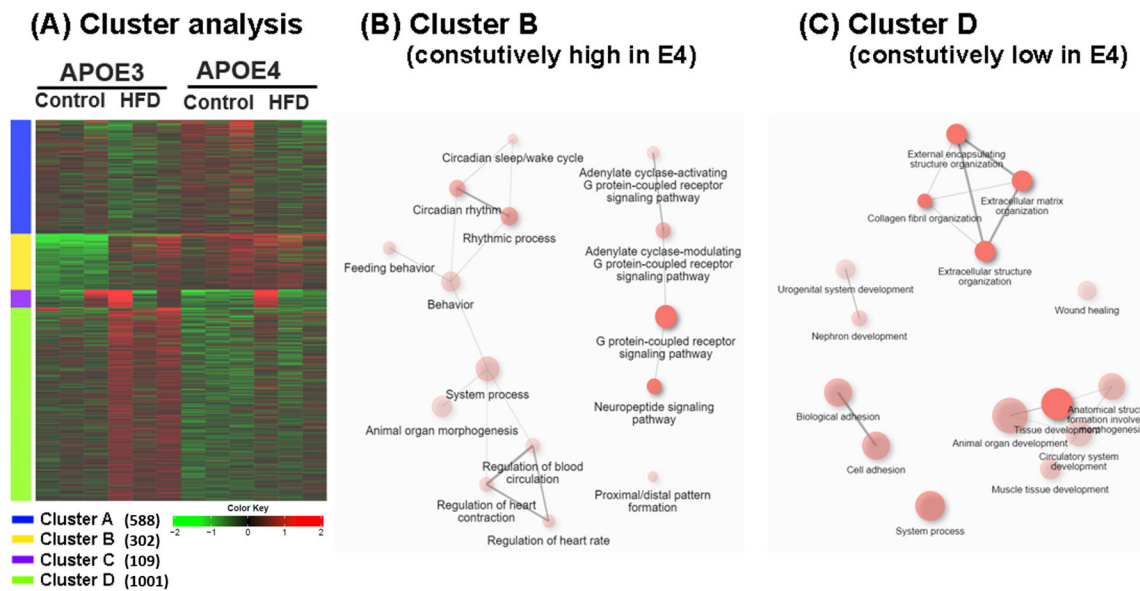 (A) Cluster analysis
APOE3 APOE4
Control HFD Control HFD
Color Key
-2 -1 0 1 2
Cluster A (588)
Cluster B (302)
Cluster C (109)
Cluster D (1001)
(B) Cluster B
(constutively high in E4)
Circadian sleep/wake cycle
Circadian rhythm
Rhythmic process
Feeding behavior
Behavior
System process
Animal organ morphogenesis
Regulation of blood
circulation
Regulation of heart
contraction
Regulation of heart rate
Adenylate cyclase-activating
G protein-coupled receptor
signaling pathway
Adenylate cyclase-modulating
G protein-coupled receptor
signaling pathway
G protein-coupled receptor
signaling pathway
Neuropeptide signaling
pathway
Proximal/distal pattern
formation
(C) Cluster D
(constutively low in E4)
External encapsulating
structure organization
Extracellular matrix
organization
Collagen fibril organization
Extracellular structure
organization
Urogenital system development
Nephron development
Wound healing
Biological adhesion
Cell adhesion
Anatomical struct
formation involve
morphogenesi
Tissue development
Animal organ development
Circulatory system
development
Muscle tissue development
System process